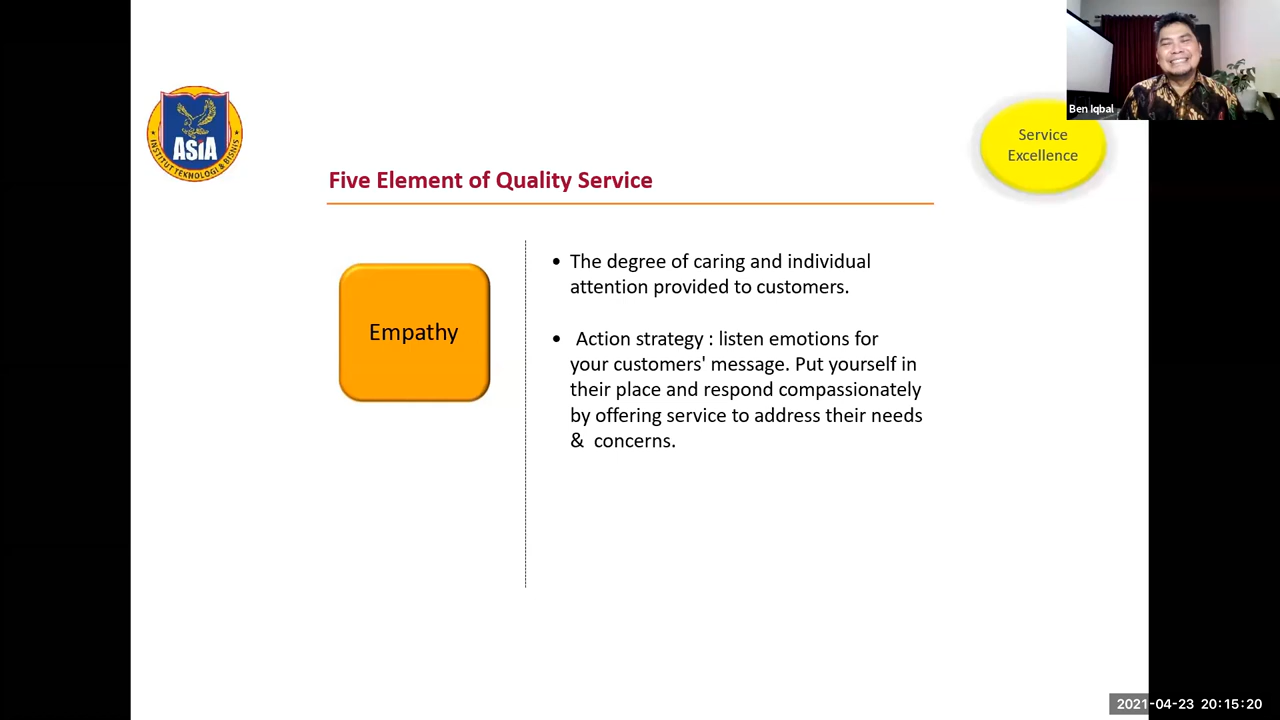 Ben Iqbal
ASIA
INSTITUT TEKNOLOGI & BISNIS
Service
Excellence
Five Element of Quality Service
Empathy
• The degree of caring and individual
attention provided to customers.
• Action strategy : listen emotions for
your customers' message. Put yourself in
their place and respond compassionately
by offering service to address their needs
& concerns.
2021-04-23 20:15:20